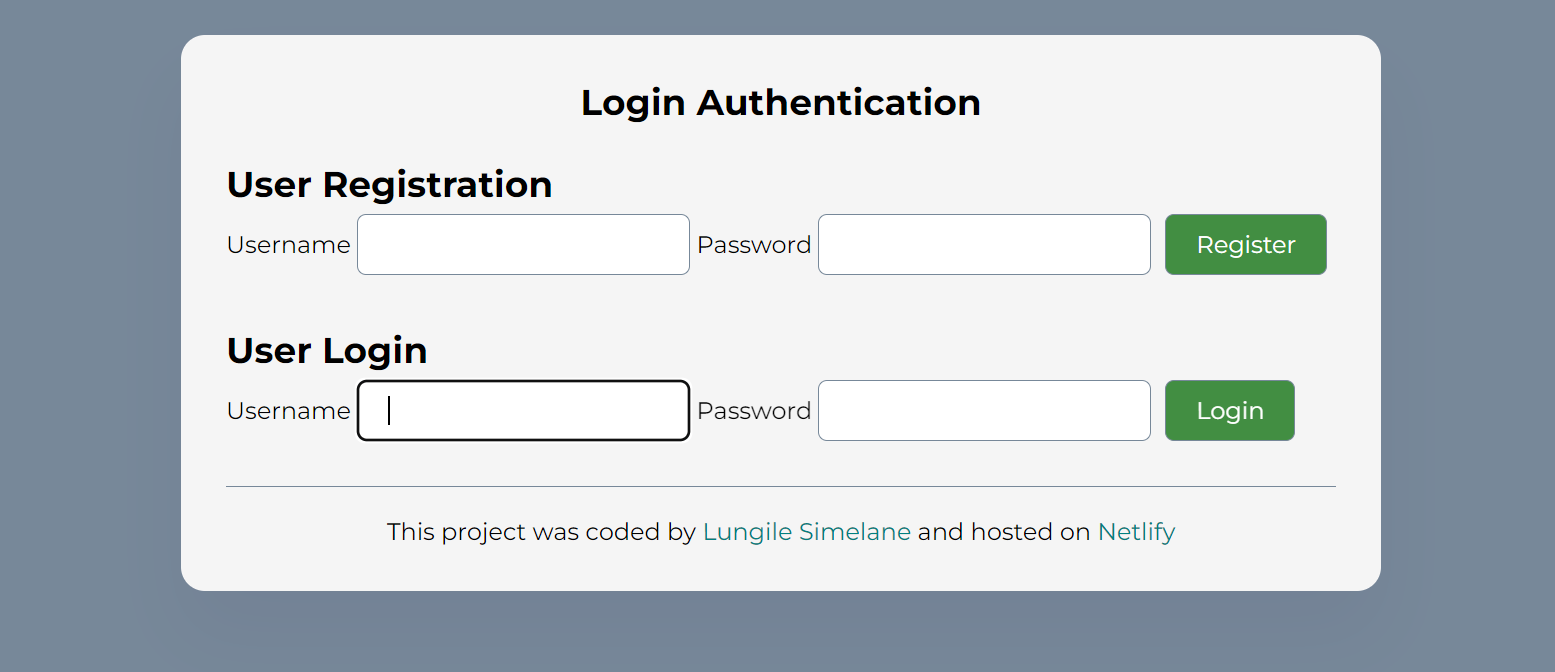 Login Authentication
User Registration
Username Password Register
User Login
Username Password Login
This project was coded by Lungile Simelane and hosted on Netlify